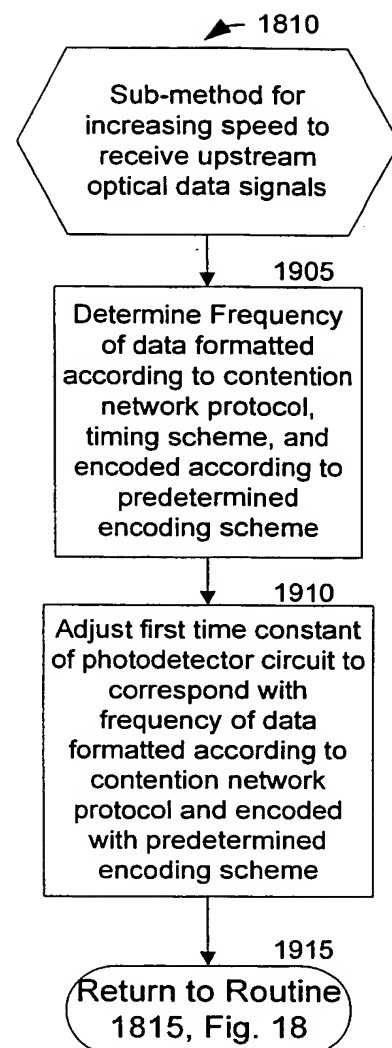 1810
Sub-method for
increasing speed to
receive upstream
optical data signals
1905
Determine Frequency
of data formatted
according to contention
network protocol,
timing scheme, and
encoded according to
predetermined
encoding scheme
1910
Adjust first time constant
of photodetector circuit to
correspond with
frequency of data
formatted according to
contention network
protocol and encoded
with predetermined
encoding scheme
1915
Return to Routine
1815, Fig. 18